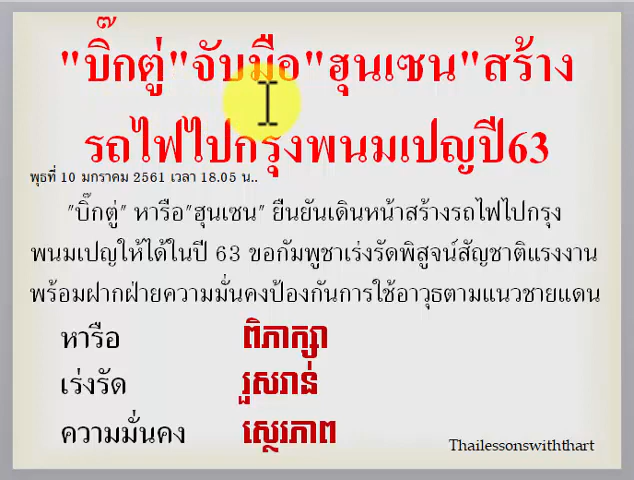 "บิ๊กตู่"จับมือ"ฮุนเซน"สร้าง
รถไฟไปกรุงพนมเปญปี63
พุธที่ 10 มกราคม 2561 เวลา 18.05 น..
"บิ๊กตู่" หารือ"ฮุนเซน" ยืนยันเดินหน้าสร้างรถไฟไปกรุง
พนมเปญให้ได้ในปี 63 ขอกัมพูชาเร่งรัดพิสูจน์สัญชาติแรงงาน
พร้อมฝากฝ่ายความมั่นคงป้องกันการใช้อาวุธตามแนวชายแดน
หารือ ពិភាក្សា
เร่งรัด រួសរាន់
ความมั่นคง ស្ថេរភាព
Thailessonswiththart